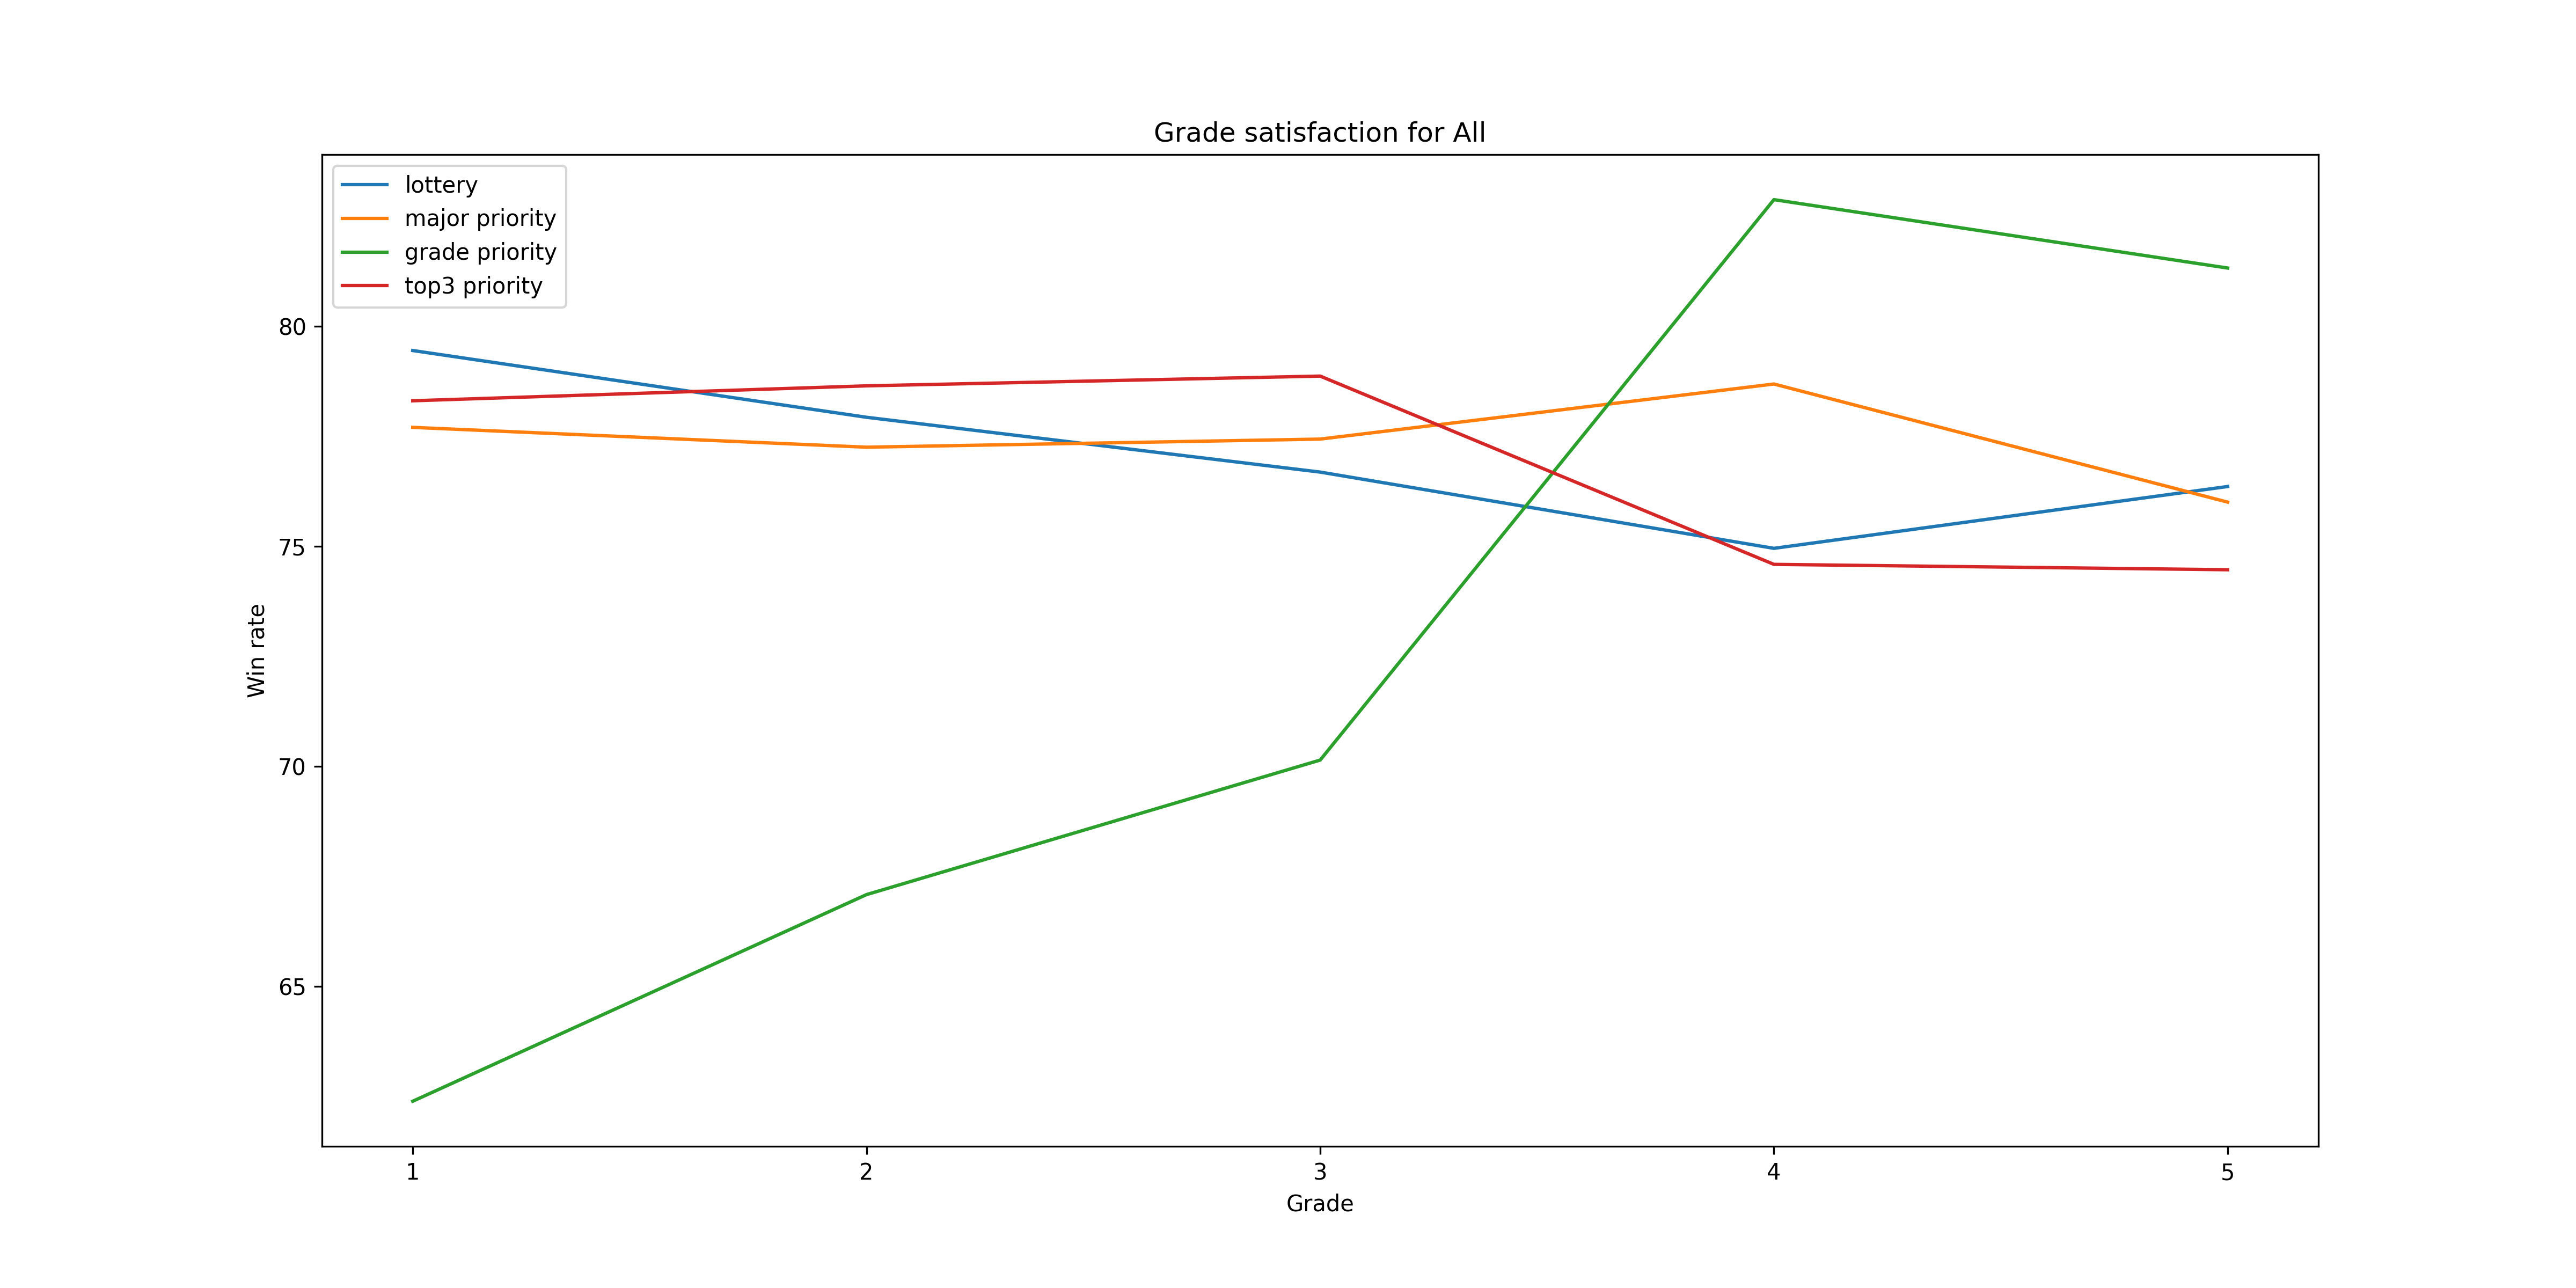 Grade satisfaction for All
lottery
major priority
grade priority
top3 priority
80
75
70
65
Win rate
1 2 3 4 5
Grade